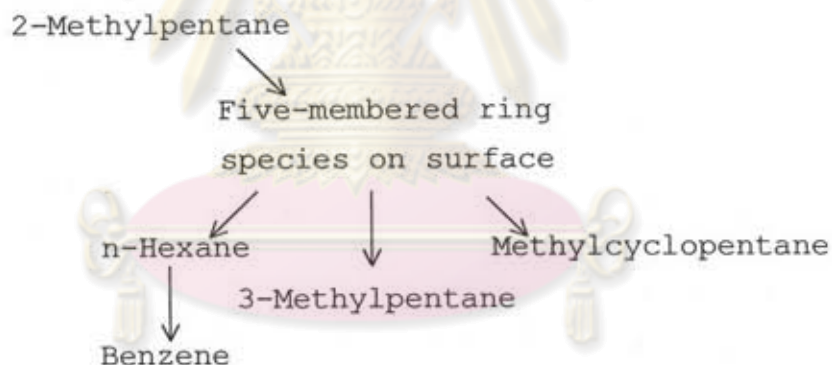 2-Methylpentane
Five-membered ring
species on surface
n-Hexane
Methylcyclopentane
3-Methylpentane
Benzene